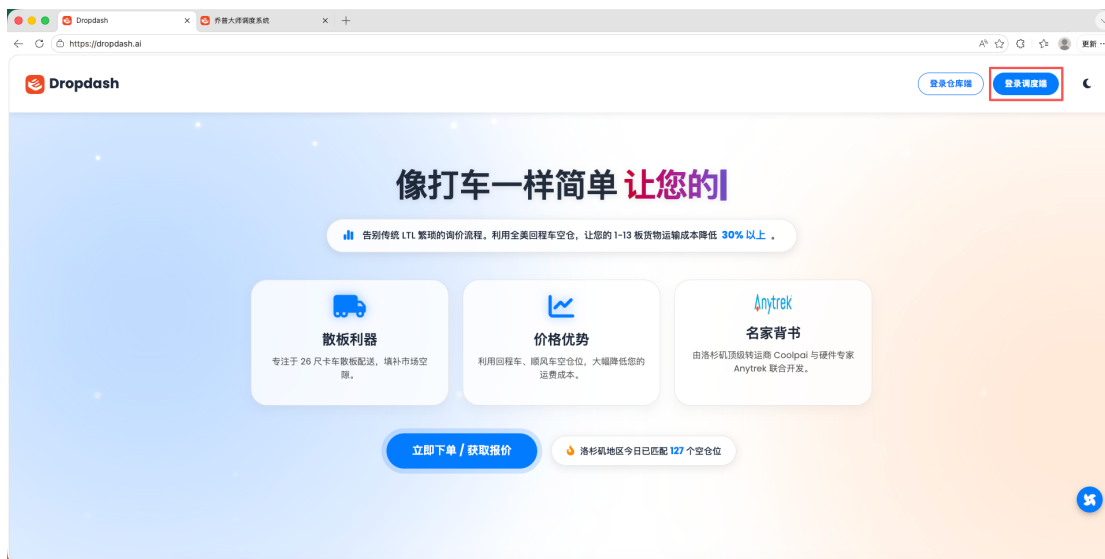 Dropdash
乔普大师调度系统
https://dropdash.ai
更新
Dropdash
登录仓库端
登录调度端
像打车一样简单 让您的
告别传统 LTL 繁琐的询价流程。利用全美回程车空仓，让您的 1-13 板货物运输成本降低 30% 以上 。
散板利器
专注于 26 尺卡车散板配送，填补市场空
隙。
价格优势
利用回程车、顺风车空仓位，大幅降低您的
运费成本。
Anytrek
名家背书
由洛杉矶顶级转运商 Coolpai 与硬件专家
Anytrek 联合开发。
立即下单 / 获取报价
洛杉矶地区今日已匹配 127 个空仓位